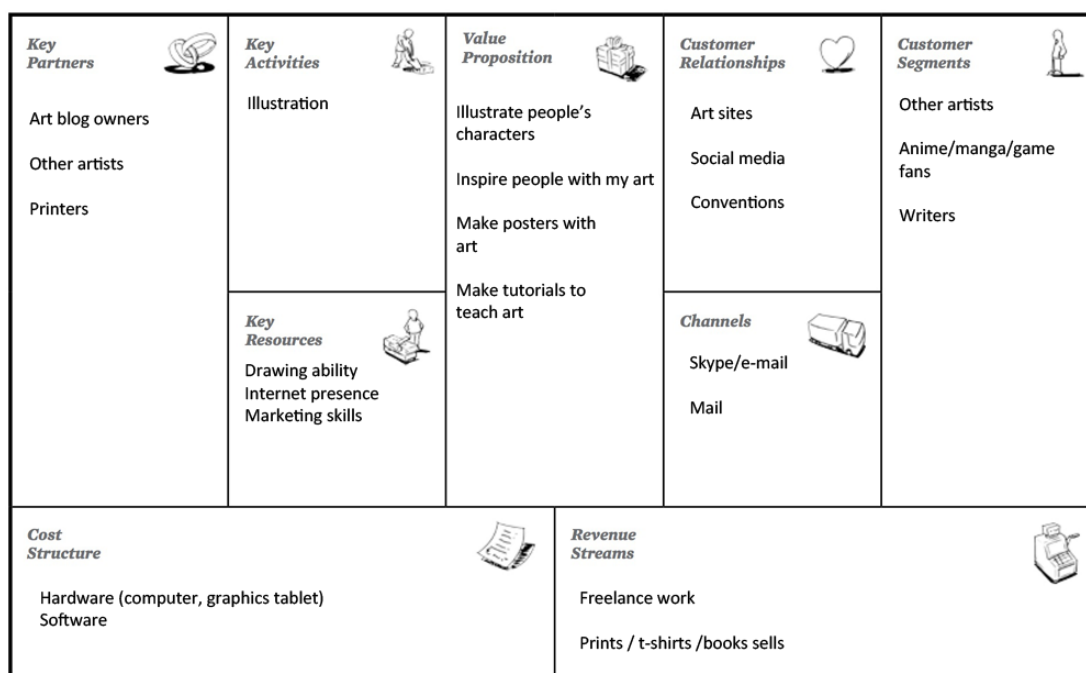 Key
Partners
Art blog owners
Other artists
Printers
Key
Activities
Illustration
Key
Resources
Drawing ability
Internet presence
Marketing skills
Value
Proposition
Illustrate people’s
characters
Inspire people with my art
Make posters with
art
Make tutorials to
teach art
Customer
Relationships
Art sites
Social media
Conventions
Channels
Skype/e-mail
Mail
Customer
Segments
Other artists
Anime/manga/game
fans
Writers
Cost
Structure
Hardware (computer, graphics tablet)
Software
Revenue
Streams
Freelance work
Prints / t-shirts /books sells